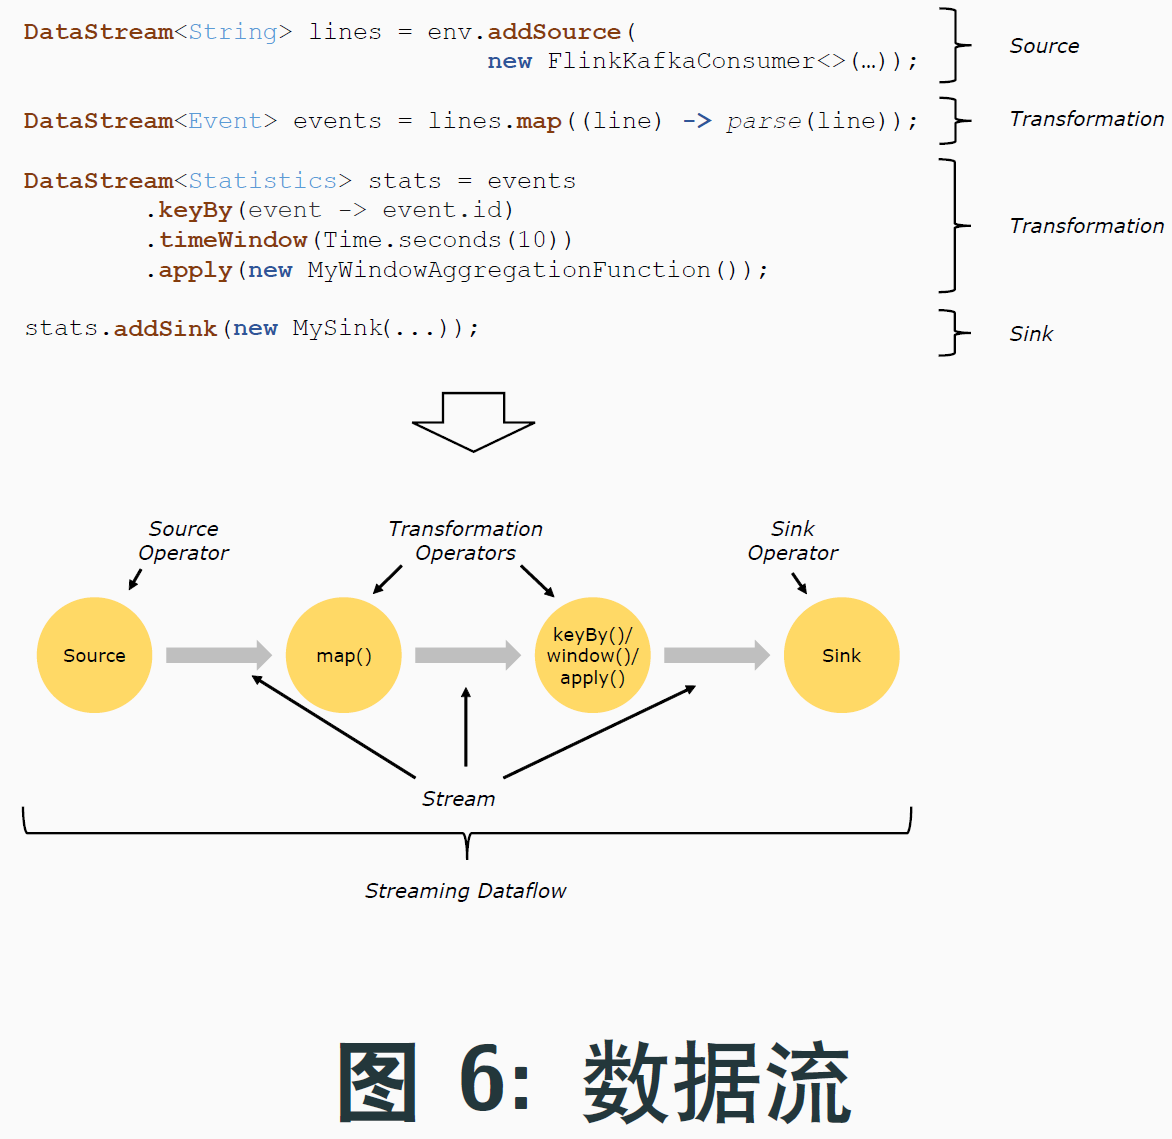 DataStream<String> lines = env.addSource(
new FlinkKafkaConsumer<>(…));
Source
DataStream<Event> events = lines.map((line) -> parse(line));
Transformation
DataStream<Statistics> stats = events
.keyBy(event -> event.id)
.timeWindow(Time.seconds(10))
.apply(new MyWindowAggregationFunction());
Transformation
stats.addSink(new MySink(...));
Sink
Source
Operator
Transformation
Operators
Sink
Operator
Source
map()
keyBy()/
window()/
apply()
Sink
Stream
Streaming Dataflow
图 6: 数据流